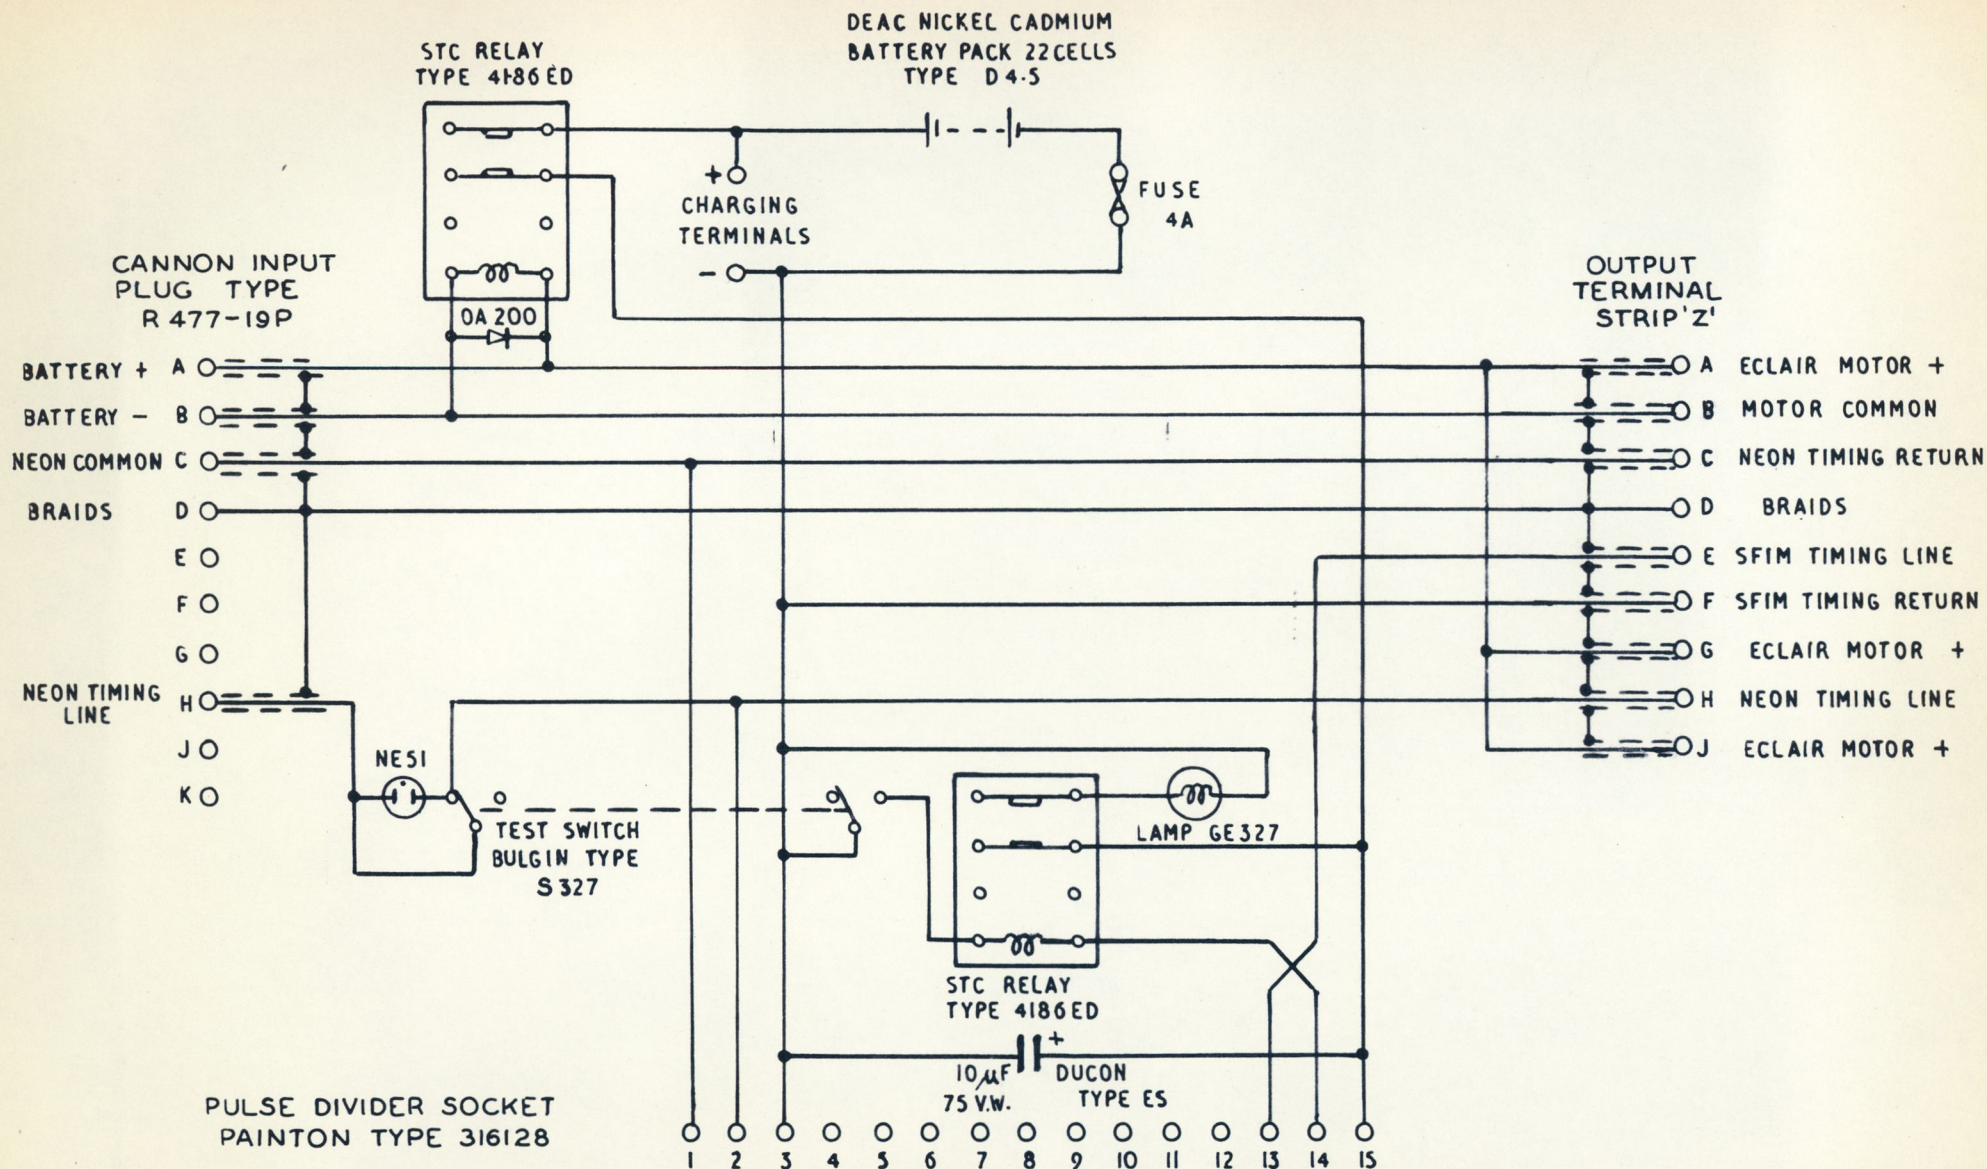 DEAC NICKEL CADMIUM
BATTERY PACK 22 CELLS
TYPE D 4·5
STC RELAY
TYPE 4186 ED
+
CHARGING
TERMINALS
-
FUSE
4A
CANNON INPUT
PLUG TYPE
R 477-19P
OA 200
OUTPUT
TERMINAL
STRIP 'Z'
BATTERY + A
BATTERY - B
NEON COMMON C
BRAIDS D
E
F
G
NEON TIMING
LINE
H
J
K
A ECLAIR MOTOR +
B MOTOR COMMON
C NEON TIMING RETURN
D BRAIDS
E SFIM TIMING LINE
F SFIM TIMING RETURN
G ECLAIR MOTOR +
H NEON TIMING LINE
J ECLAIR MOTOR +
NE51
TEST SWITCH
BULGIN TYPE
S 327
LAMP GE327
STC RELAY
TYPE 4186ED
+
10µF DUCON
75 V.W. TYPE ES
PULSE DIVIDER SOCKET
PAINTON TYPE 316128
1 2 3 4 5 6 7 8 9 10 11 12 13 14 15